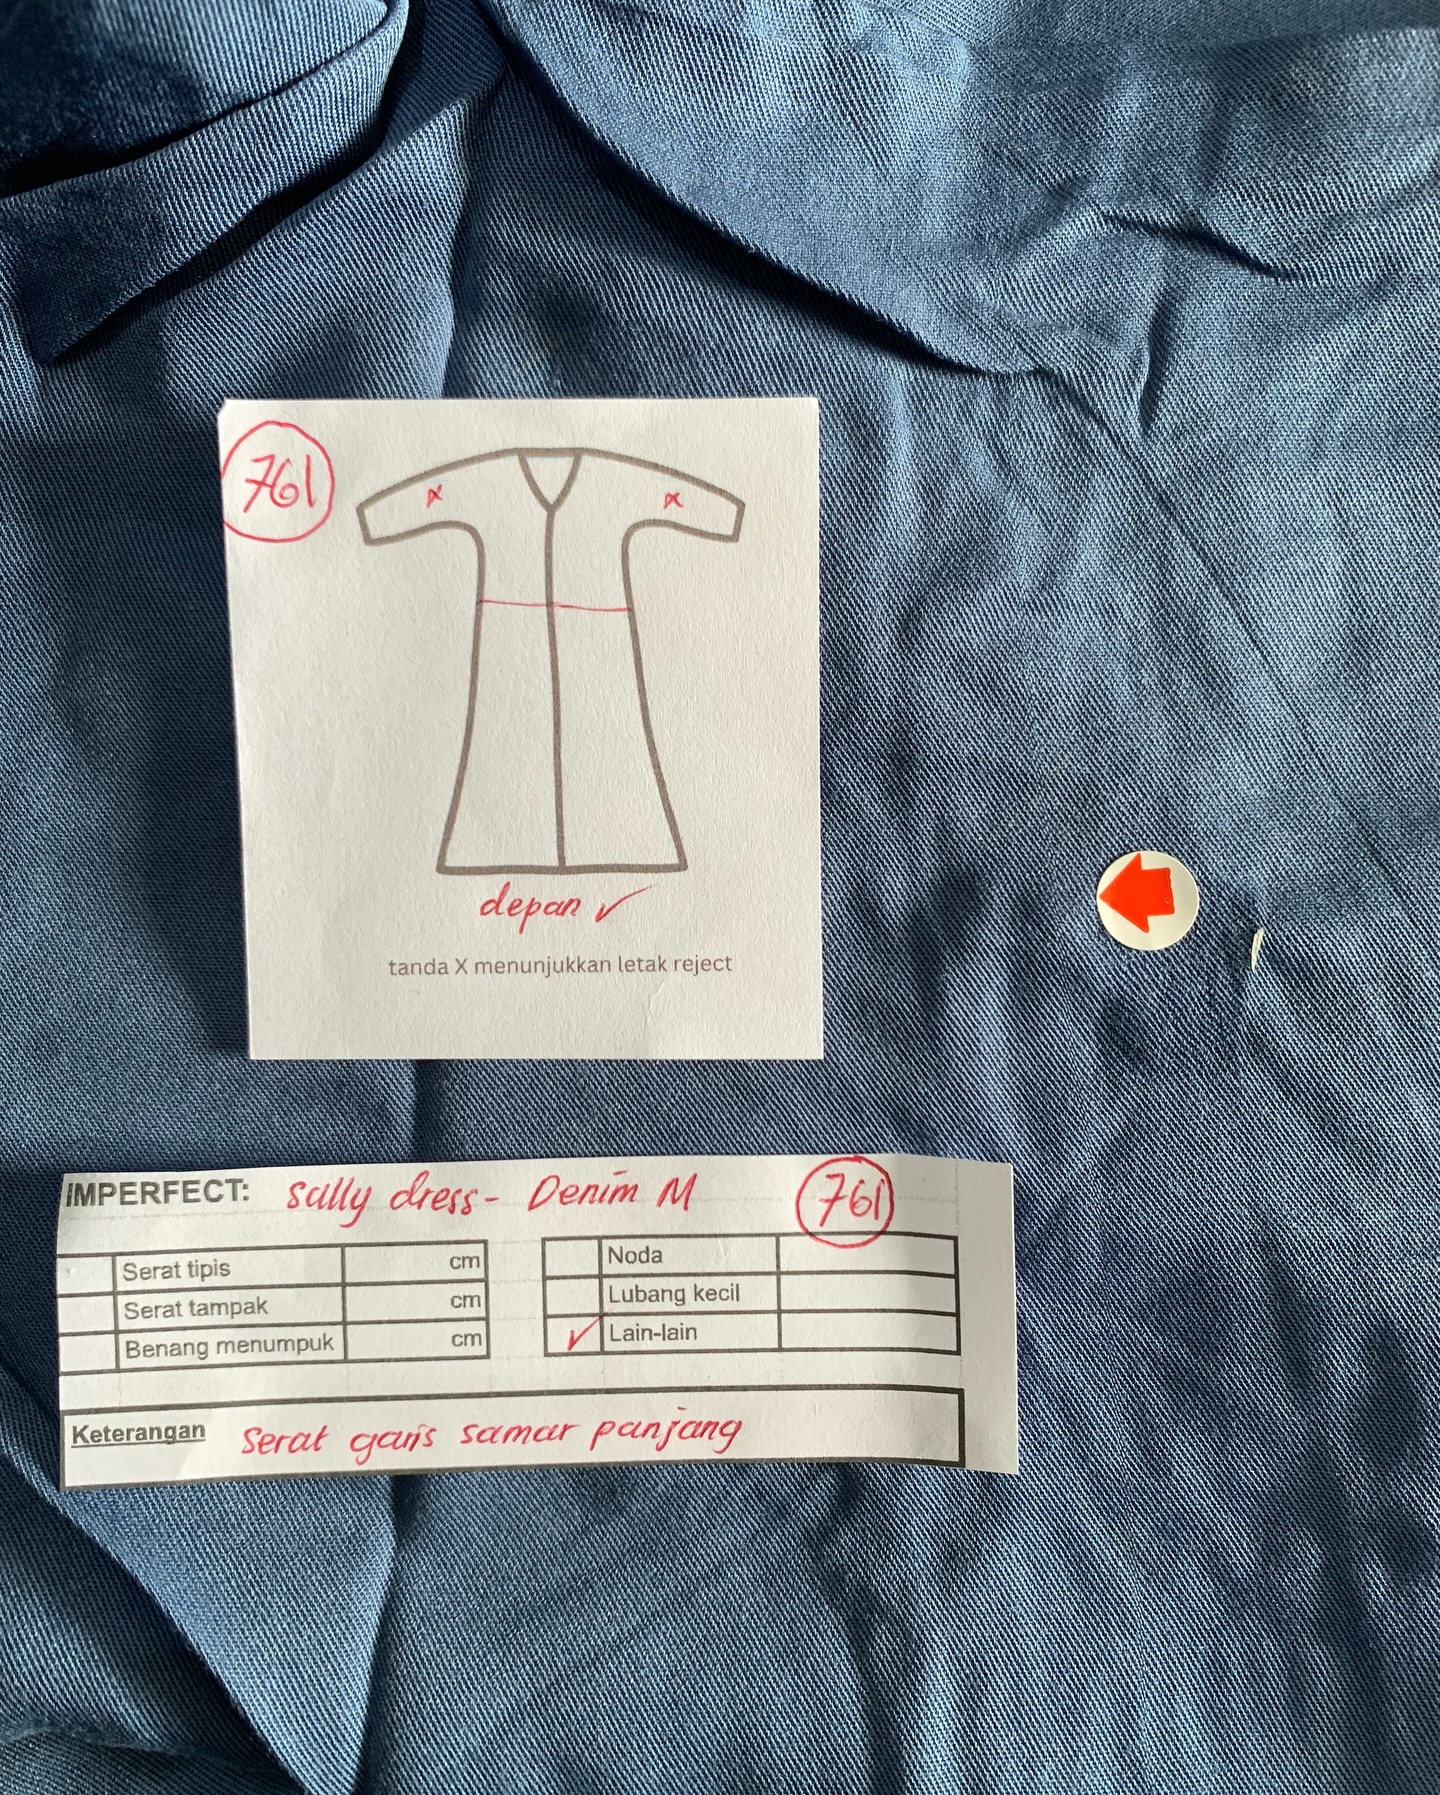 761
x x
depan ✓
tanda X menunjukkan letak reject
IMPERFECT: Sally dress - Denim M 761
Serat tipis cm
Serat tampak cm
Benang menumpuk cm
Noda
Lubang kecil
✓ Lain-lain
Keterangan Serat garis samar panjang